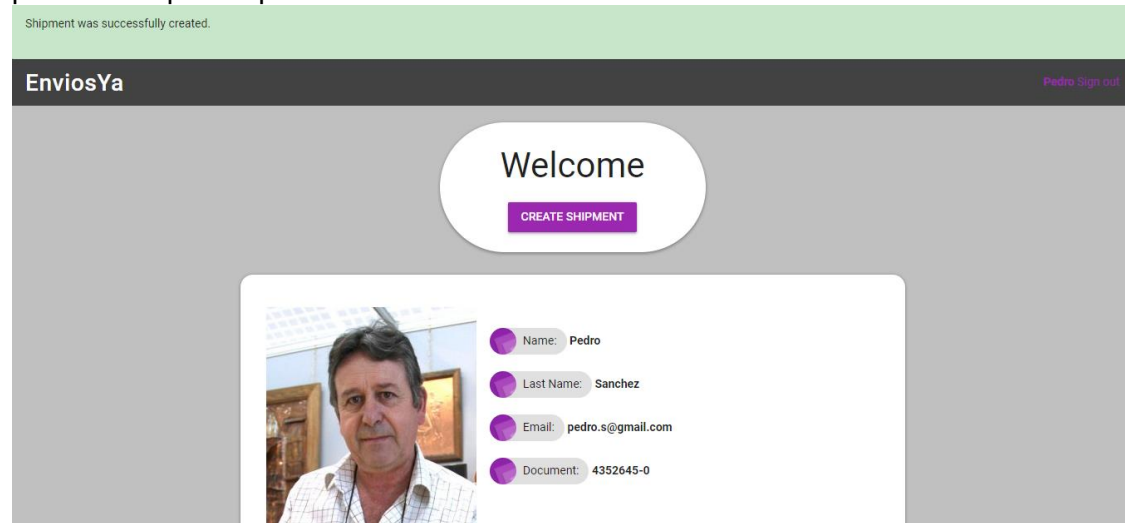 Shipment was successfully created.
EnviosYa
Pedro Sign out
Welcome
CREATE SHIPMENT
Name: Pedro
Last Name: Sanchez
Email: pedro.s@gmail.com
Document: 4352645-0